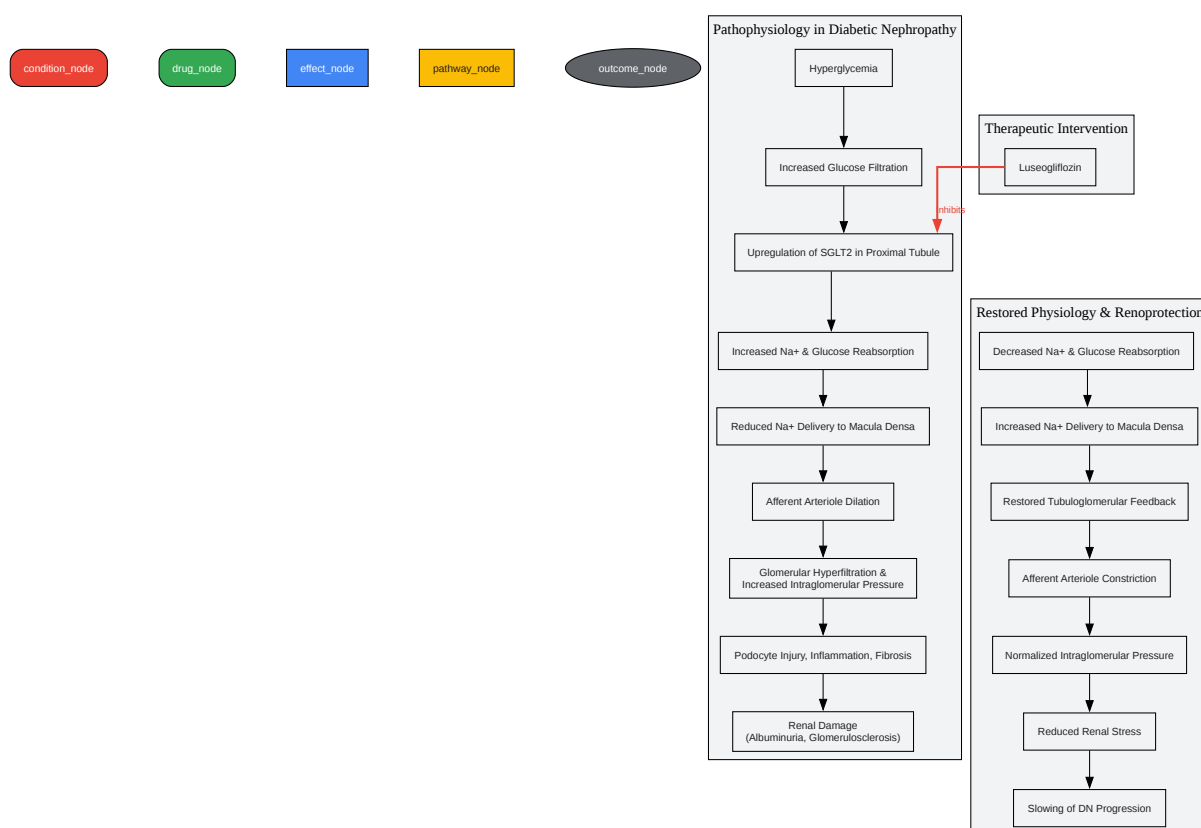 condition_node
drug_node
effect_node
pathway_node
outcome_node
Pathophysiology in Diabetic Nephropathy
Hyperglycemia
Increased Glucose Filtration
Upregulation of SGLT2 in Proximal Tubule
Increased Na+ & Glucose Reabsorption
Reduced Na+ Delivery to Macula Densa
Afferent Arteriole Dilation
Glomerular Hyperfiltration &
Increased Intraglomerular Pressure
Podocyte Injury, Inflammation, Fibrosis
Renal Damage
(Albuminuria, Glomerulosclerosis)
Therapeutic Intervention
Luseogliflozin
Inhibits
Restored Physiology & Renoprotection
Decreased Na+ & Glucose Reabsorption
Increased Na+ Delivery to Macula Densa
Restored Tubuloglomerular Feedback
Afferent Arteriole Constriction
Normalized Intraglomerular Pressure
Reduced Renal Stress
Slowing of DN Progression